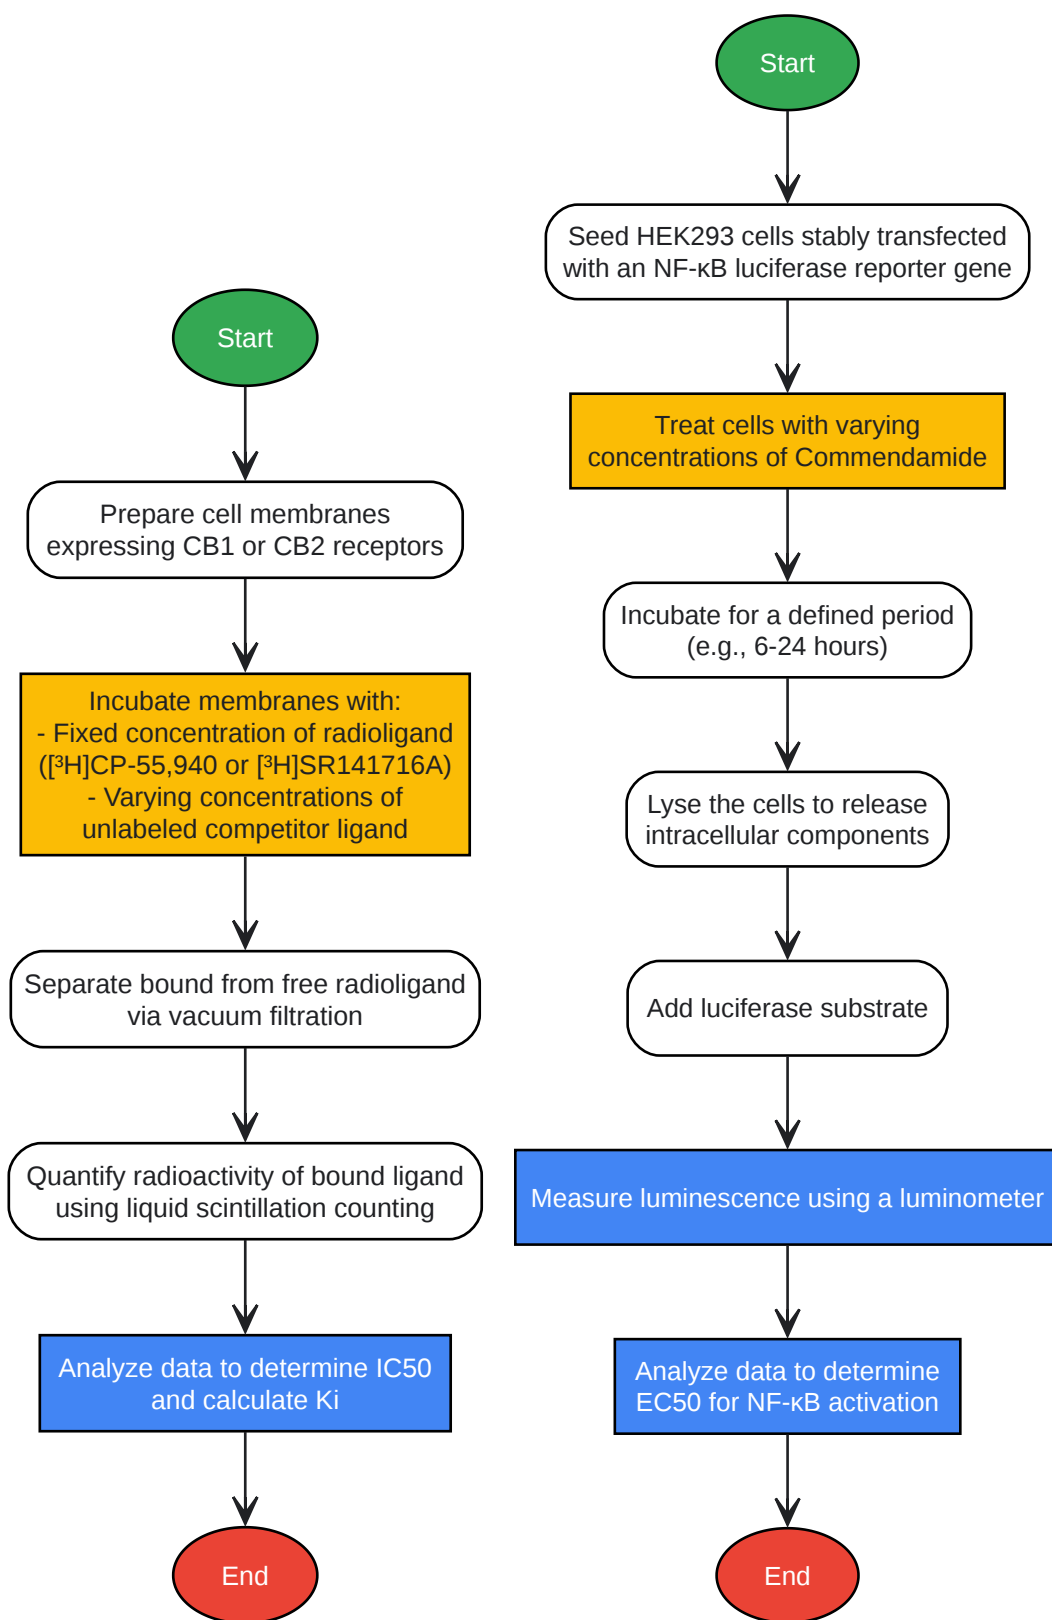 Start
Prepare cell membranes
expressing CB1 or CB2 receptors
Incubate membranes with:
- Fixed concentration of radioligand
([³H]CP-55,940 or [³H]SR141716A)
- Varying concentrations of
unlabeled competitor ligand
Separate bound from free radioligand
via vacuum filtration
Quantify radioactivity of bound ligand
using liquid scintillation counting
Analyze data to determine IC50
and calculate Ki
End
Start
Seed HEK293 cells stably transfected
with an NF-κB luciferase reporter gene
Treat cells with varying
concentrations of Commendamide
Incubate for a defined period
(e.g., 6-24 hours)
Lyse the cells to release
intracellular components
Add luciferase substrate
Measure luminescence using a luminometer
Analyze data to determine
EC50 for NF-κB activation
End